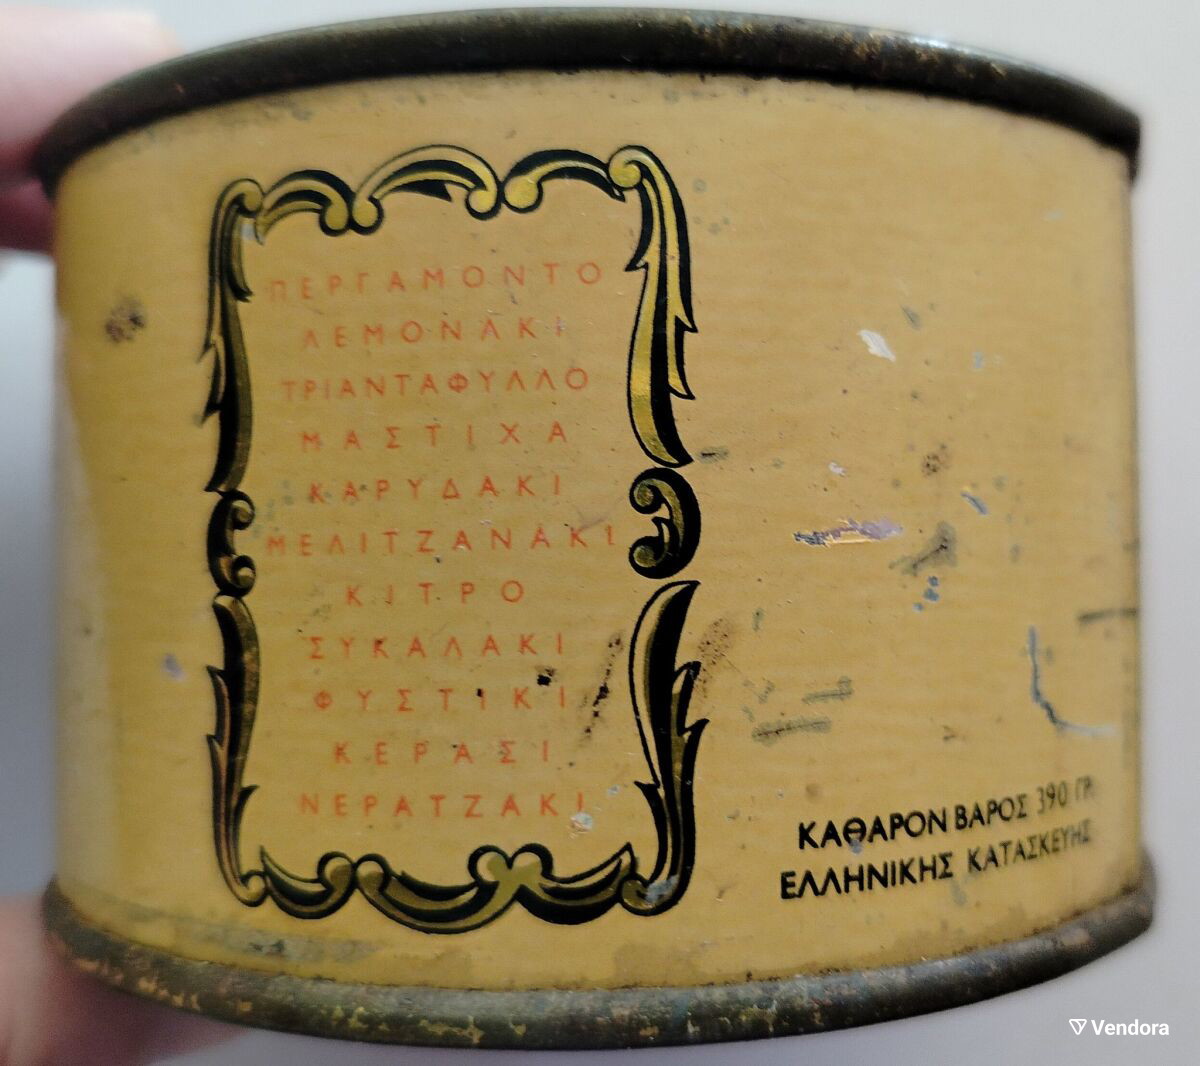 ΠΕΡΓΑΜΟΝΤΟ
ΛΕΜΟΝΑΚΙ
ΤΡΙΑΝΤΑΦΥΛΛΟ
ΜΑΣΤΙΧΑ
ΚΑΡΥΔΑΚΙ
ΜΕΛΙΤΖΑΝΑΚΙ
ΚΙΤΡΟ
ΣΥΚΑΛΑΚΙ
ΦΥΣΤΙΚΙ
ΚΕΡΑΣΙ
ΝΕΡΑΤΖΑΚΙ
ΚΑΘΑΡΟΝ ΒΑΡΟΣ 390 ΓΡ.
ΕΛΛΗΝΙΚΗΣ ΚΑΤΑΣΚΕΥΗΣ
Vendora